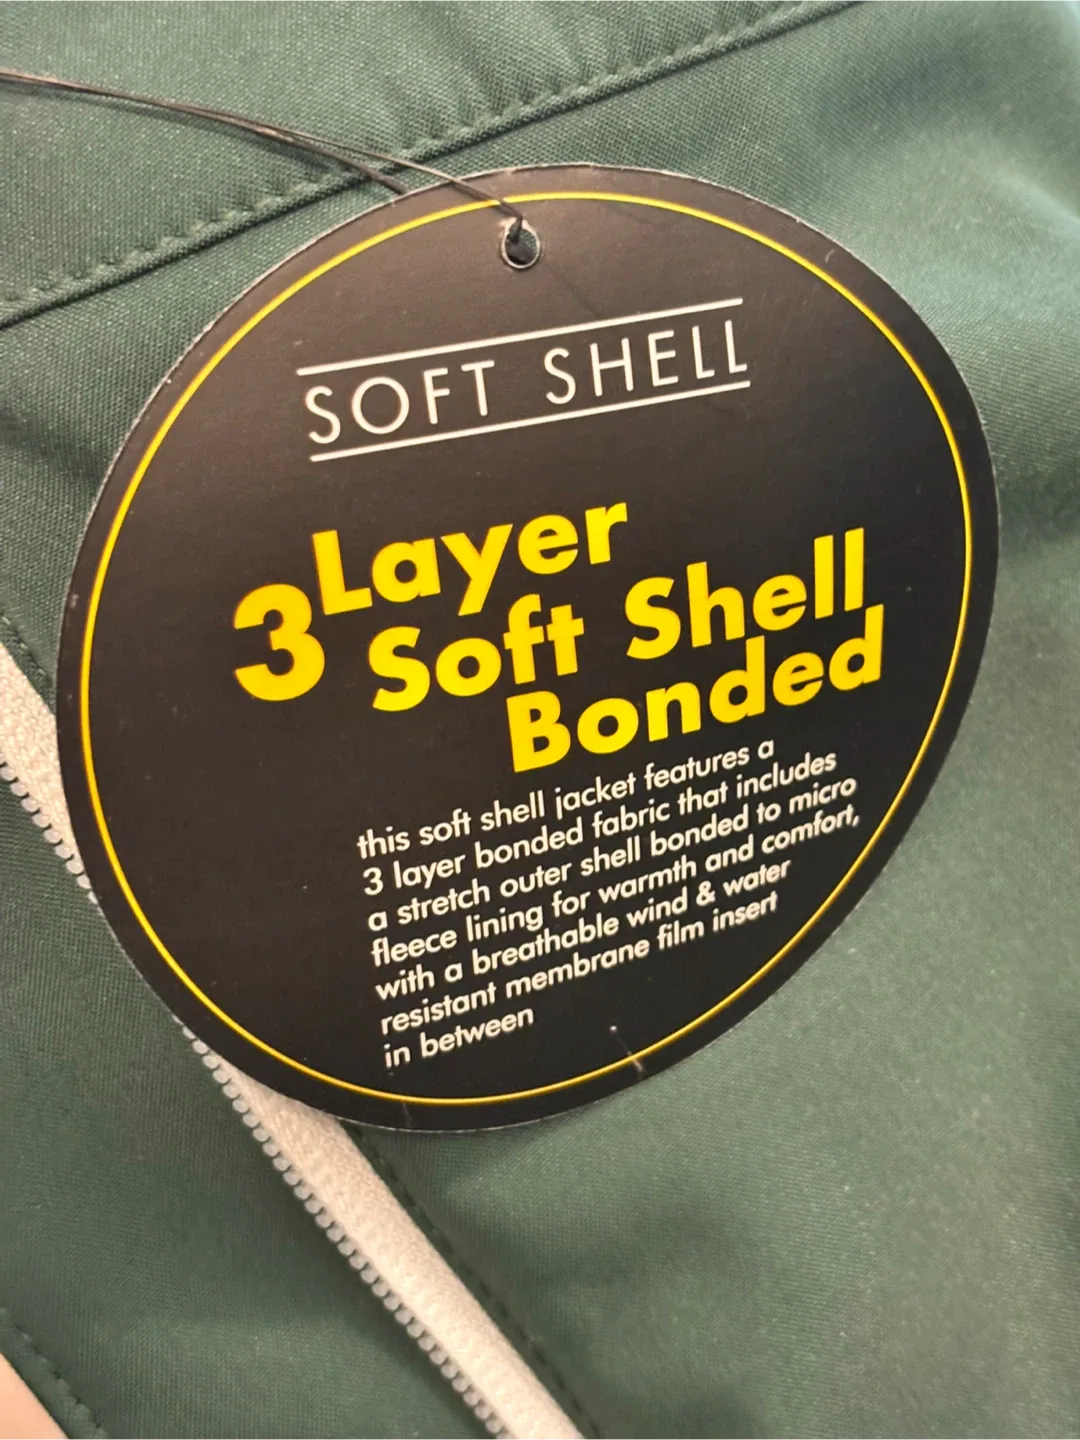 SOFT SHELL
3 Layer
Soft Shell
Bonded
this soft shell jacket features a
3 layer bonded fabric that includes
a stretch outer shell bonded to micro
fleece lining for warmth and comfort,
with a breathable wind & water
resistant membrane film insert
in between